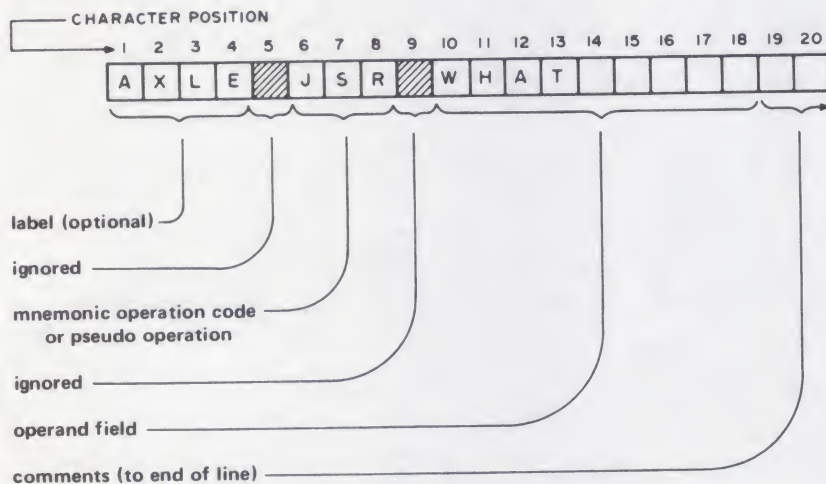 CHARACTER POSITION
1 2 3 4 5 6 7 8 9 10 11 12 13 14 15 16 17 18 19 20
A X L E J S R W H A T
label (optional)
ignored
mnemonic operation code
or pseudo operation
ignored
operand field
comments (to end of line)